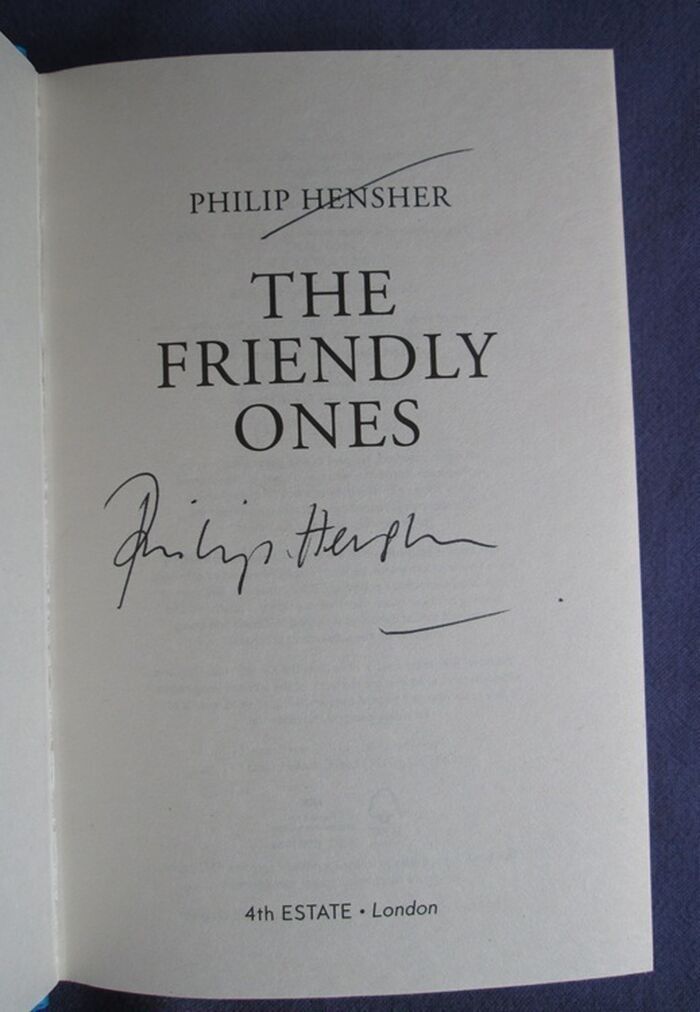 PHILIP HENSHER
THE
FRIENDLY
ONES
Philip Hensher
4th ESTATE • London